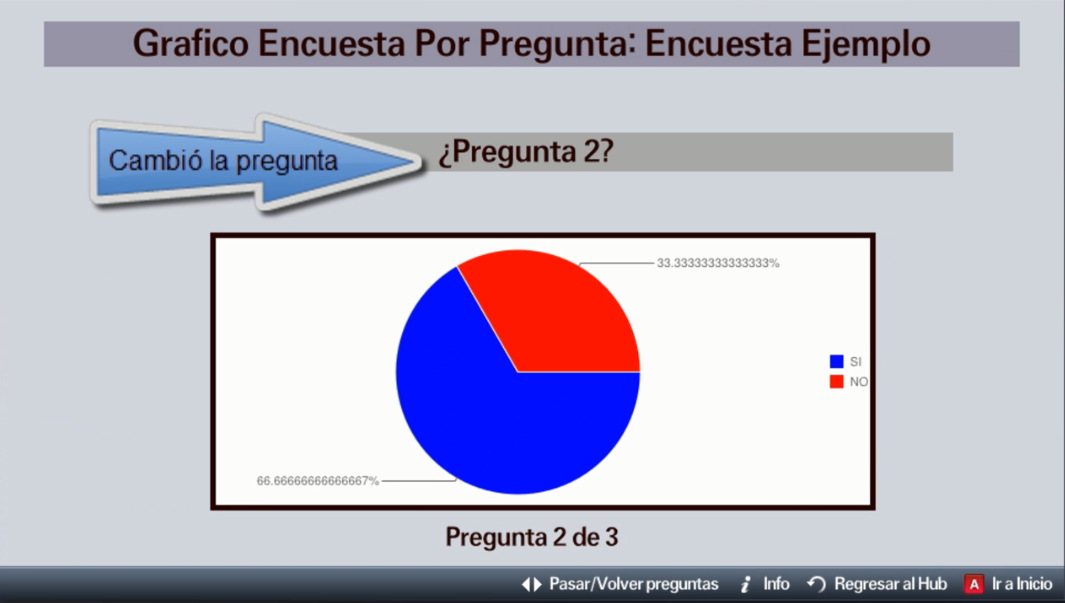 Grafico Encuesta Por Pregunta: Encuesta Ejemplo
Cambió la pregunta
¿Pregunta 2?
33.33333333333333%
SI
NO
66.66666666666667%
Pregunta 2 de 3
Pasar/Volver preguntas i Info Regresar al Hub A Ir a Inicio